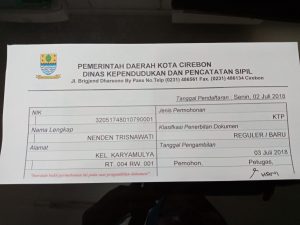 PEMERINTAH DAERAH KOTA CIREBON
DINAS KEPENDUDUKAN DAN PENCATATAN SIPIL
Jl. Brigjend Dharsono By Pass No.Telp (0231) 486561 Fax. (0231) 486134 Cirebon
Tanggal Pendaftaran : Senin, 02 Juli 2018
NIK
32051748010790001
Jenis Permohonan
KTP
Nama Lengkap
NENDEN TRISNAWATI
Klasifikasi Penerbitan Dokumen
REGULER / BARU
Alamat
KEL. KARYAMULYA
RT. 004 RW. 001
Tanggal Pengambilan
03 Juli 2018
Pemohon,
Petugas,